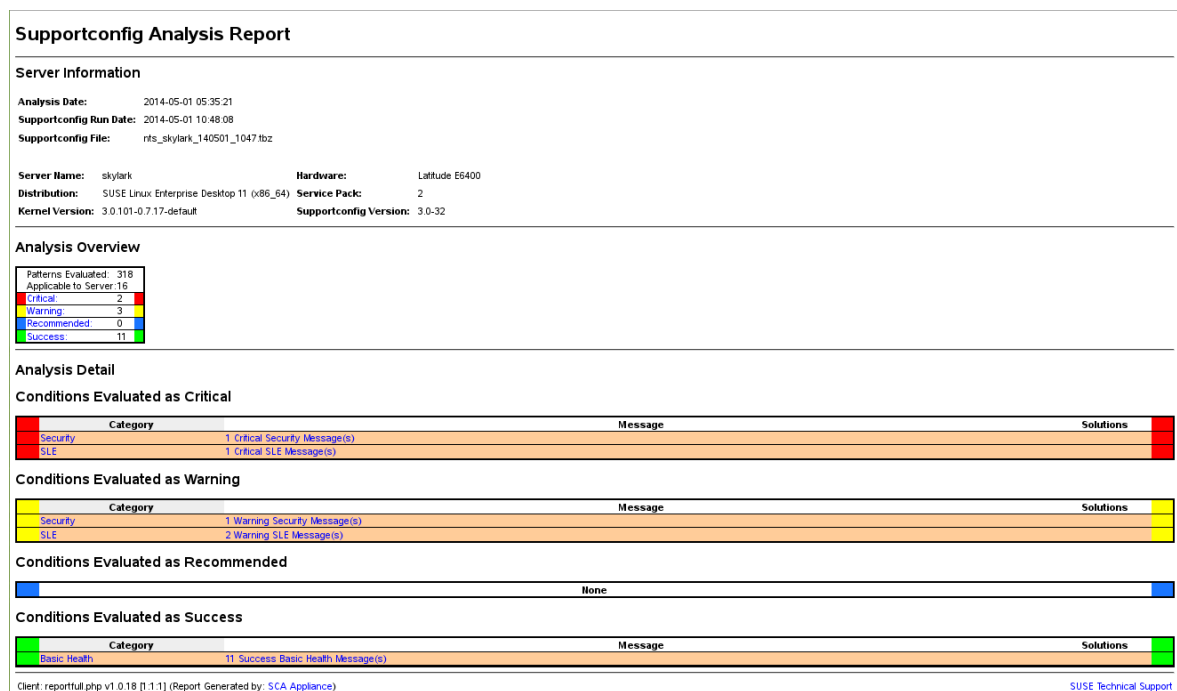 Supportconfig Analysis Report
Server Information
Analysis Date: 2014-05-01 05:35:21
Supportconfig Run Date: 2014-05-01 10:48:08
Supportconfig File: nts_skylark_140501_1047.tbz
Server Name: skylark Hardware: Latitude E6400
Distribution: SUSE Linux Enterprise Desktop 11 (x86_64) Service Pack: 2
Kernel Version: 3.0.101-0.7.17-default Supportconfig Version: 3.0-32
Analysis Overview
Patterns Evaluated: 318
Applicable to Server: 16
Critical: 2
Warning: 3
Recommended: 0
Success: 11
Analysis Detail
Conditions Evaluated as Critical
Category Message Solutions
Security 1 Critical Security Message(s)
SLE 1 Critical SLE Message(s)
Conditions Evaluated as Warning
Category Message Solutions
Security 1 Warning Security Message(s)
SLE 2 Warning SLE Message(s)
Conditions Evaluated as Recommended
None
Conditions Evaluated as Success
Category Message Solutions
Basic Health 11 Success Basic Health Message(s)
Client: reportfull.php v1.0.18 [1:1:1] (Report Generated by: SCA Appliance) SUSE Technical Support